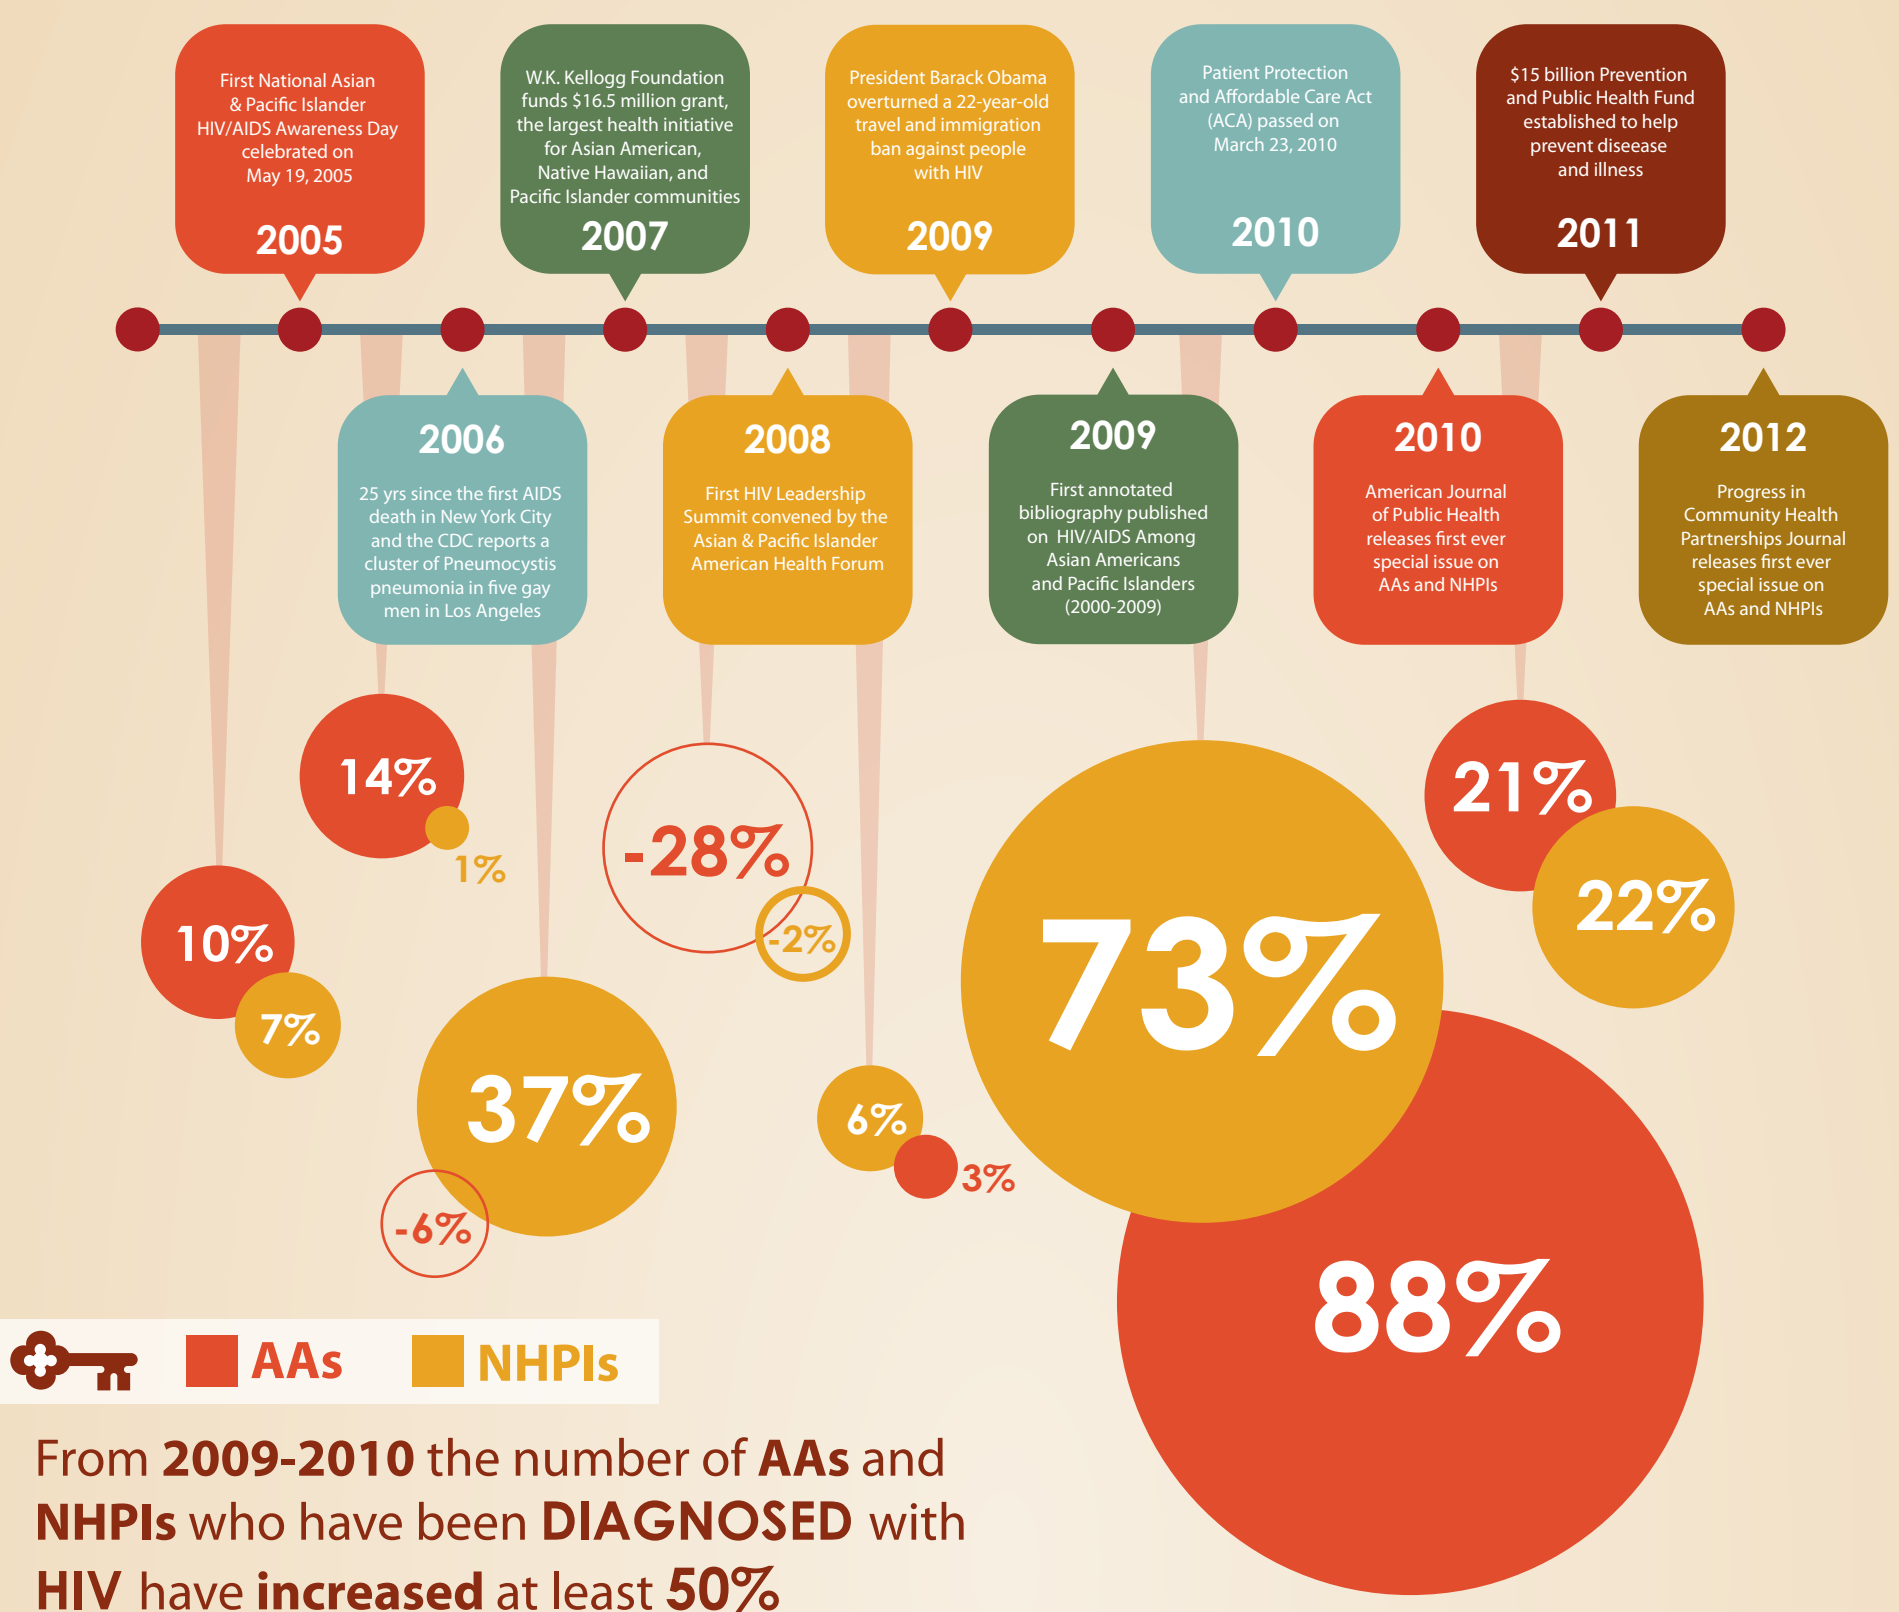 First National Asian
& Pacific Islander
HIV/AIDS Awareness Day
celebrated on
May 19, 2005
2005
W.K. Kellogg Foundation
funds $16.5 million grant,
the largest health initiative
for Asian American,
Native Hawaiian, and
Pacific Islander communities
2007
President Barack Obama
overturned a 22-year-old
travel and immigration
ban against people
with HIV
2009
Patient Protection
and Affordable Care Act
(ACA) passed on
March 23, 2010
2010
$15 billion Prevention
and Public Health Fund
established to help
prevent diseease
and illness
2011
2006
25 yrs since the first AIDS
death in New York City
and the CDC reports a
cluster of Pneumocystis
pneumonia in five gay
men in Los Angeles
2008
First HIV Leadership
Summit convened by the
Asian & Pacific Islander
American Health Forum
2009
First annotated
bibliography published
on HIV/AIDS Among
Asian Americans
and Pacific Islanders
(2000-2009)
2010
American Journal
of Public Health
releases first ever
special issue on
AAs and NHPIs
2012
Progress in
Community Health
Partnerships Journal
releases first ever
special issue on
AAs and NHPIs
10%
7%
14%
1%
37%
-6%
-28%
-2%
6%
3%
73%
88%
21%
22%
AAs
NHPIs
From 2009-2010 the number of AAs and
NHPIs who have been DIAGNOSED with
HIV have increased at least 50%